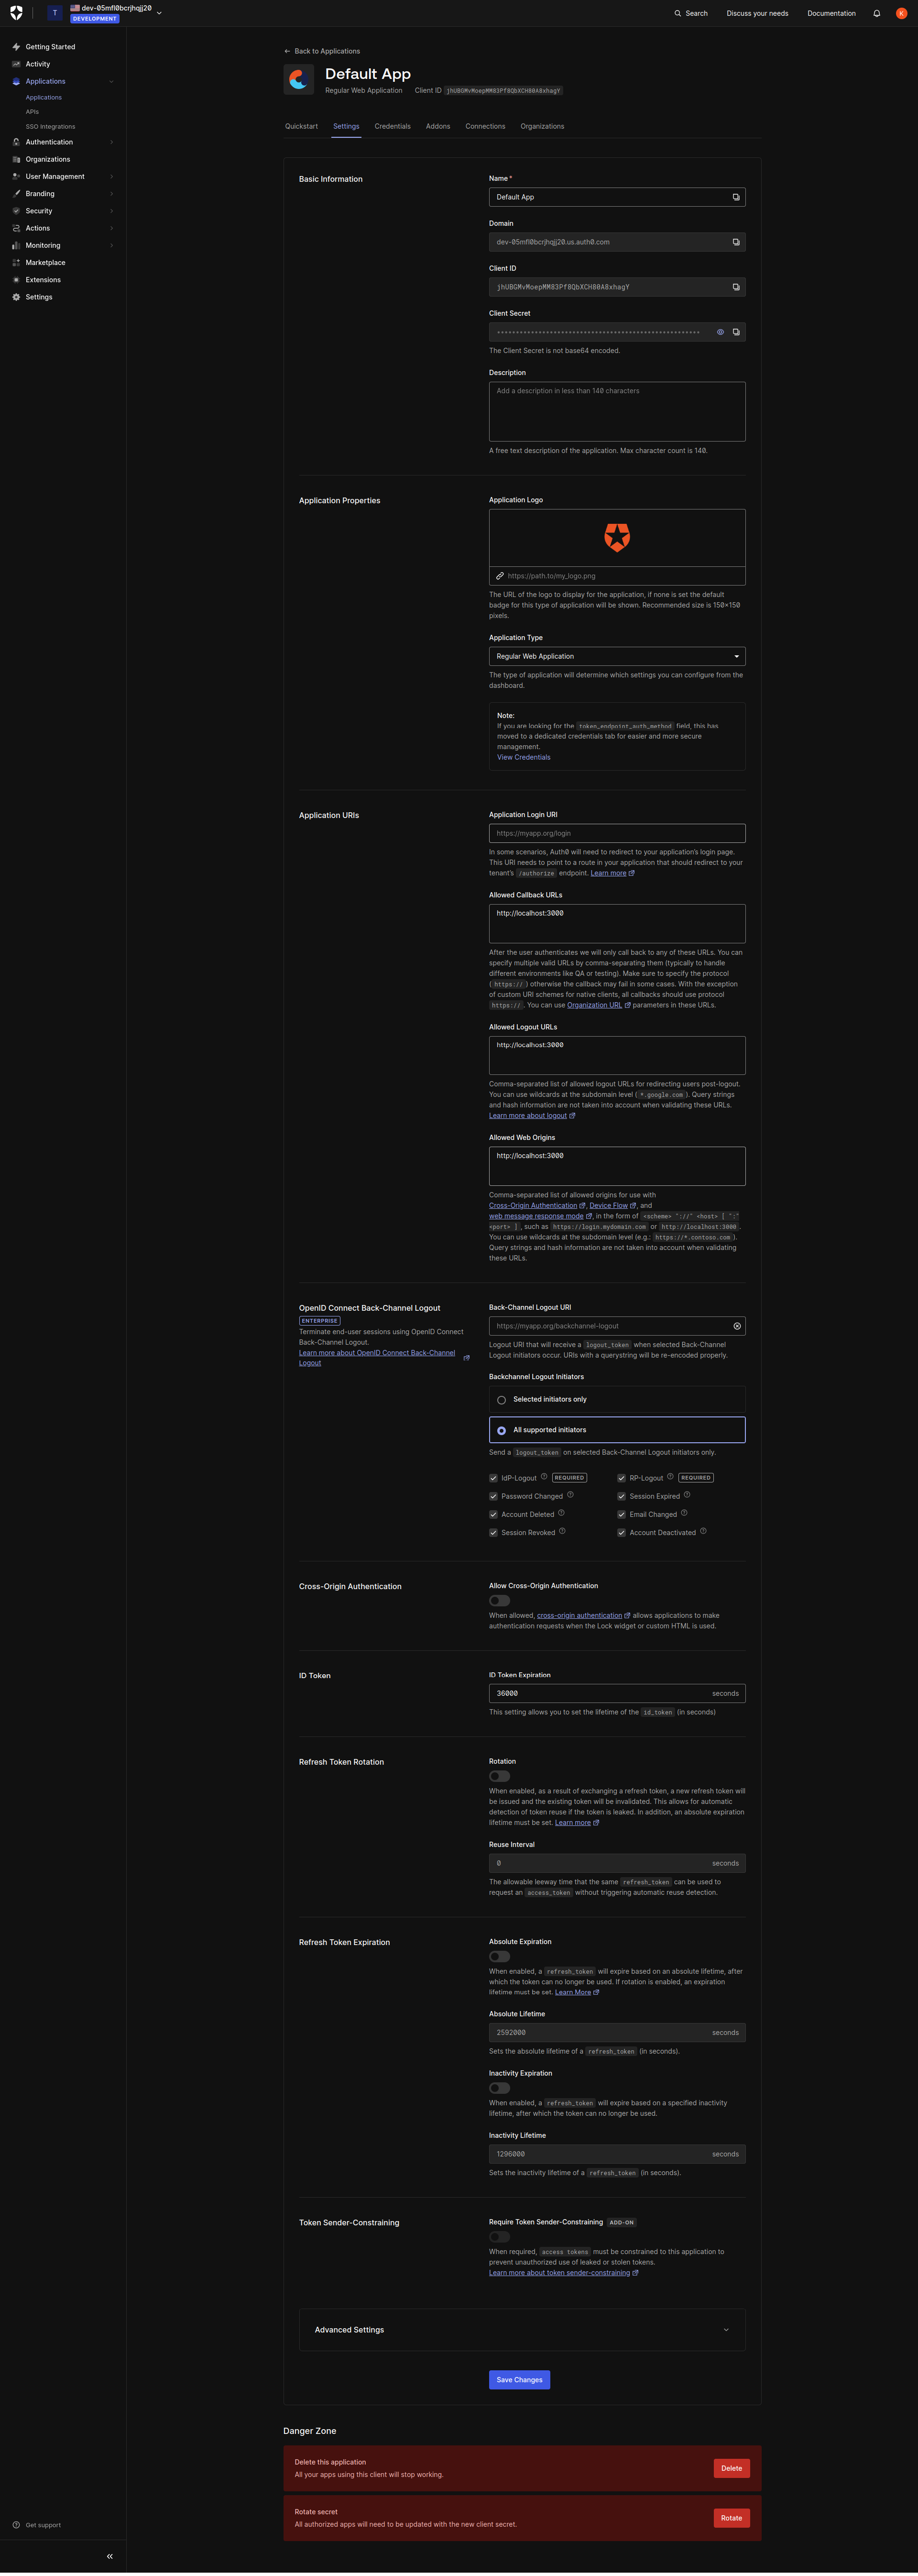 T
dev-05mfl0bcrjhqjj20
DEVELOPMENT
Search
Discuss your needs
Documentation
K
Getting Started
Activity
Applications
Applications
APIs
SSO Integrations
Authentication
Organizations
User Management
Branding
Security
Actions
Monitoring
Marketplace
Extensions
Settings
Get support
Back to Applications
Default App
Regular Web Application
Client ID jhUBGMvMoepMM83Pf8QbXCH80A8xhagY
Quickstart
Settings
Credentials
Addons
Connections
Organizations
Basic Information
Name *
Default App
Domain
dev-05mfl0bcrjhqjj20.us.auth0.com
Client ID
jhUBGMvMoepMM83Pf8QbXCH80A8xhagY
Client Secret
The Client Secret is not base64 encoded.
Description
Add a description in less than 140 characters
A free text description of the application. Max character count is 140.
Application Properties
Application Logo
https://path.to/my_logo.png
The URL of the logo to display for the application, if none is set the default
badge for this type of application will be shown. Recommended size is 150x150
pixels.
Application Type
Regular Web Application
The type of application will determine which settings you can configure from the
dashboard.
Note:
If you are looking for the token_endpoint_auth_method field, this has
moved to a dedicated credentials tab for easier and more secure
management.
View Credentials
Application URIs
Application Login URI
https://myapp.org/login
In some scenarios, Auth0 will need to redirect to your application's login page.
This URI needs to point to a route in your application that should redirect to your
tenant's /authorize endpoint. Learn more
Allowed Callback URLs
http://localhost:3000
After the user authenticates we will only call back to any of these URLs. You can
specify multiple valid URLs by comma-separating them (typically to handle
different environments like QA or testing). Make sure to specify the protocol
( https:// ) otherwise the callback may fail in some cases. With the exception
of custom URI schemes for native clients, all callbacks should use protocol
https:// . You can use Organization URL parameters in these URLs.
Allowed Logout URLs
http://localhost:3000
Comma-separated list of allowed logout URLs for redirecting users post-logout.
You can use wildcards at the subdomain level ( *.google.com ). Query strings
and hash information are not taken into account when validating these URLs.
Learn more about logout
Allowed Web Origins
http://localhost:3000
Comma-separated list of allowed origins for use with
Cross-Origin Authentication , Device Flow , and
web message response mode , in the form of <scheme> "://" <host> [ ":"
<port> ] , such as https://login.mydomain.com or http://localhost:3000 .
You can use wildcards at the subdomain level (e.g.: https://*.contoso.com ).
Query strings and hash information are not taken into account when validating
these URLs.
OpenID Connect Back-Channel Logout
ENTERPRISE
Terminate end-user sessions using OpenID Connect
Back-Channel Logout.
Learn more about OpenID Connect Back-Channel
Logout
Back-Channel Logout URI
https://myapp.org/backchannel-logout
Logout URI that will receive a logout_token when selected Back-Channel
Logout initiators occur. URIs with a querystring will be re-encoded properly.
Backchannel Logout Initiators
Selected initiators only
All supported initiators
Send a logout_token on selected Back-Channel Logout initiators only.
IdP-Logout REQUIRED
RP-Logout REQUIRED
Password Changed
Session Expired
Account Deleted
Email Changed
Session Revoked
Account Deactivated
Cross-Origin Authentication
Allow Cross-Origin Authentication
When allowed, cross-origin authentication allows applications to make
authentication requests when the Lock widget or custom HTML is used.
ID Token
ID Token Expiration
36000 seconds
This setting allows you to set the lifetime of the id_token (in seconds)
Refresh Token Rotation
Rotation
When enabled, as a result of exchanging a refresh token, a new refresh token will
be issued and the existing token will be invalidated. This allows for automatic
detection of token reuse if the token is leaked. In addition, an absolute expiration
lifetime must be set. Learn more
Reuse Interval
0 seconds
The allowable leeway time that the same refresh_token can be used to
request an access_token without triggering automatic reuse detection.
Refresh Token Expiration
Absolute Expiration
When enabled, a refresh_token will expire based on an absolute lifetime, after
which the token can no longer be used. If rotation is enabled, an expiration
lifetime must be set. Learn More
Absolute Lifetime
2592000 seconds
Sets the absolute lifetime of a refresh_token (in seconds).
Inactivity Expiration
When enabled, a refresh_token will expire based on a specified inactivity
lifetime, after which the token can no longer be used.
Inactivity Lifetime
1296000 seconds
Sets the inactivity lifetime of a refresh_token (in seconds).
Token Sender-Constraining
Require Token Sender-Constraining ADD-ON
When required, access tokens must be constrained to this application to
prevent unauthorized use of leaked or stolen tokens.
Learn more about token sender-constraining
Advanced Settings
Save Changes
Danger Zone
Delete this application
All your apps using this client will stop working.
Delete
Rotate secret
All authorized apps will need to be updated with the new client secret.
Rotate